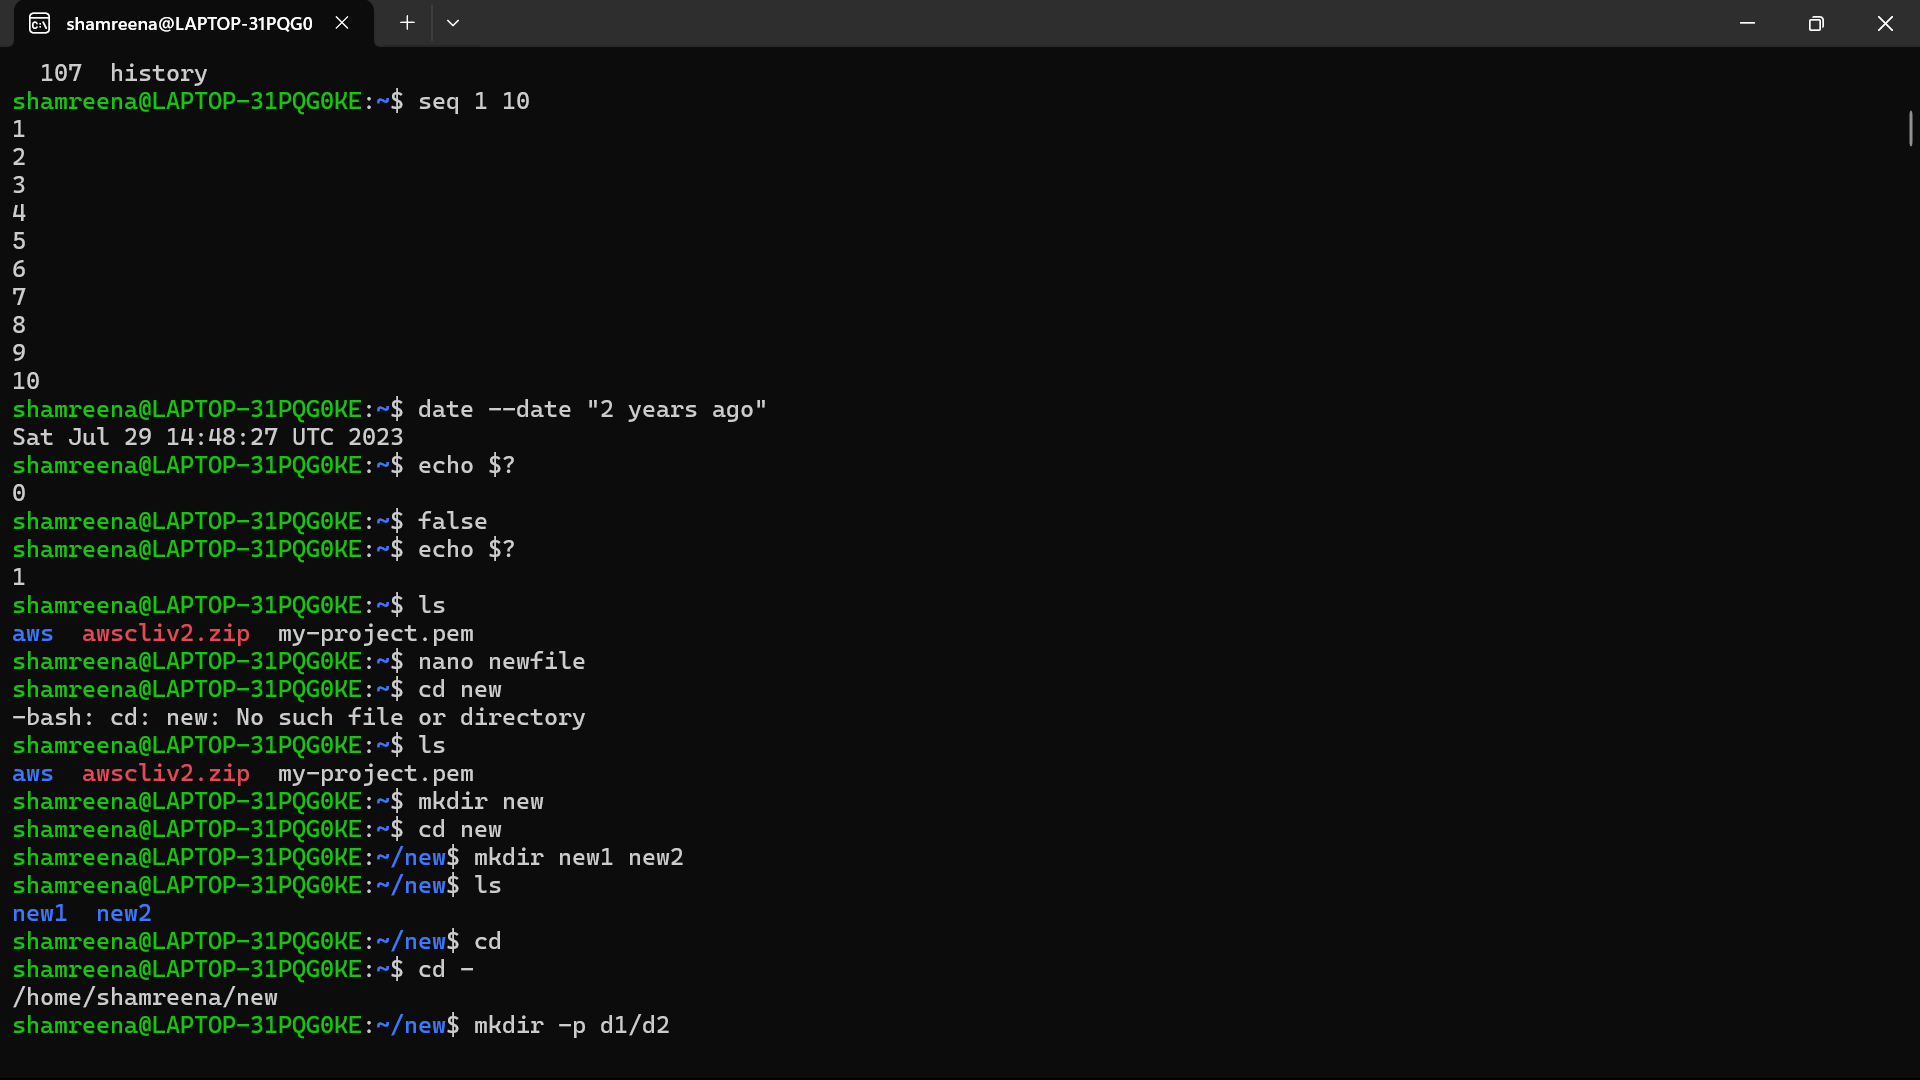 shamreena@LAPTOP-31PQG0
  107  history
shamreena@LAPTOP-31PQG0KE:~$ seq 1 10
1
2
3
4
5
6
7
8
9
10
shamreena@LAPTOP-31PQG0KE:~$ date --date "2 years ago"
Sat Jul 29 14:48:27 UTC 2023
shamreena@LAPTOP-31PQG0KE:~$ echo $?
0
shamreena@LAPTOP-31PQG0KE:~$ false
shamreena@LAPTOP-31PQG0KE:~$ echo $?
1
shamreena@LAPTOP-31PQG0KE:~$ ls
aws  awscliv2.zip  my-project.pem
shamreena@LAPTOP-31PQG0KE:~$ nano newfile
shamreena@LAPTOP-31PQG0KE:~$ cd new
-bash: cd: new: No such file or directory
shamreena@LAPTOP-31PQG0KE:~$ ls
aws  awscliv2.zip  my-project.pem
shamreena@LAPTOP-31PQG0KE:~$ mkdir new
shamreena@LAPTOP-31PQG0KE:~$ cd new
shamreena@LAPTOP-31PQG0KE:~/new$ mkdir new1 new2
shamreena@LAPTOP-31PQG0KE:~/new$ ls
new1  new2
shamreena@LAPTOP-31PQG0KE:~/new$ cd
shamreena@LAPTOP-31PQG0KE:~$ cd -
/home/shamreena/new
shamreena@LAPTOP-31PQG0KE:~/new$ mkdir -p d1/d2